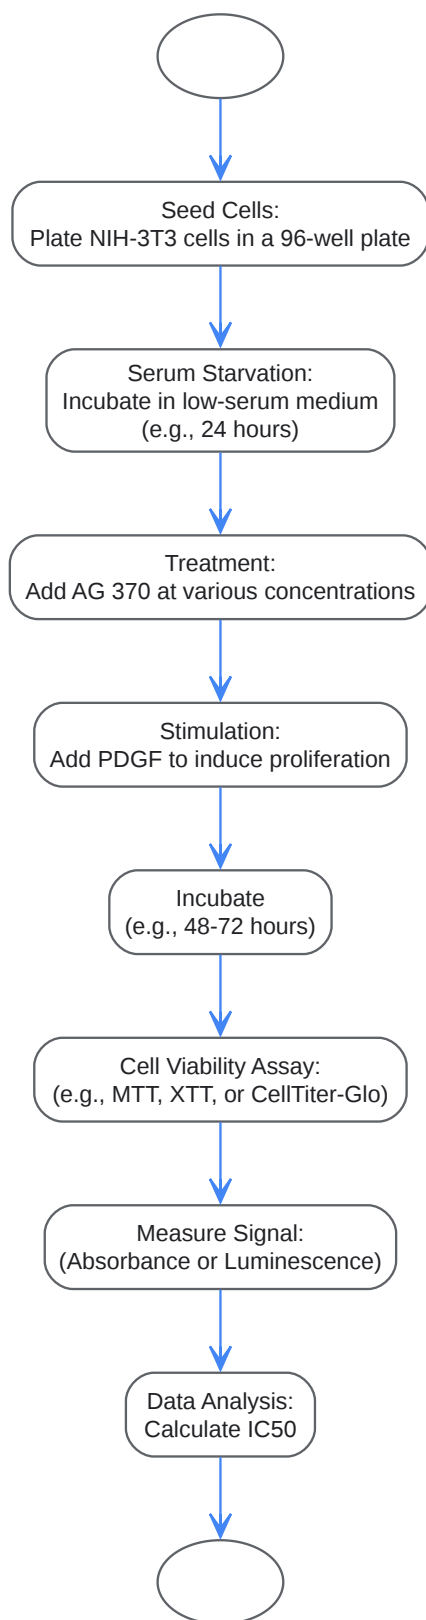 Seed Cells:
Plate NIH-3T3 cells in a 96-well plate
Serum Starvation:
Incubate in low-serum medium
(e.g., 24 hours)
Treatment:
Add AG 370 at various concentrations
Stimulation:
Add PDGF to induce proliferation
Incubate
(e.g., 48-72 hours)
Cell Viability Assay:
(e.g., MTT, XTT, or CellTiter-Glo)
Measure Signal:
(Absorbance or Luminescence)
Data Analysis:
Calculate IC50